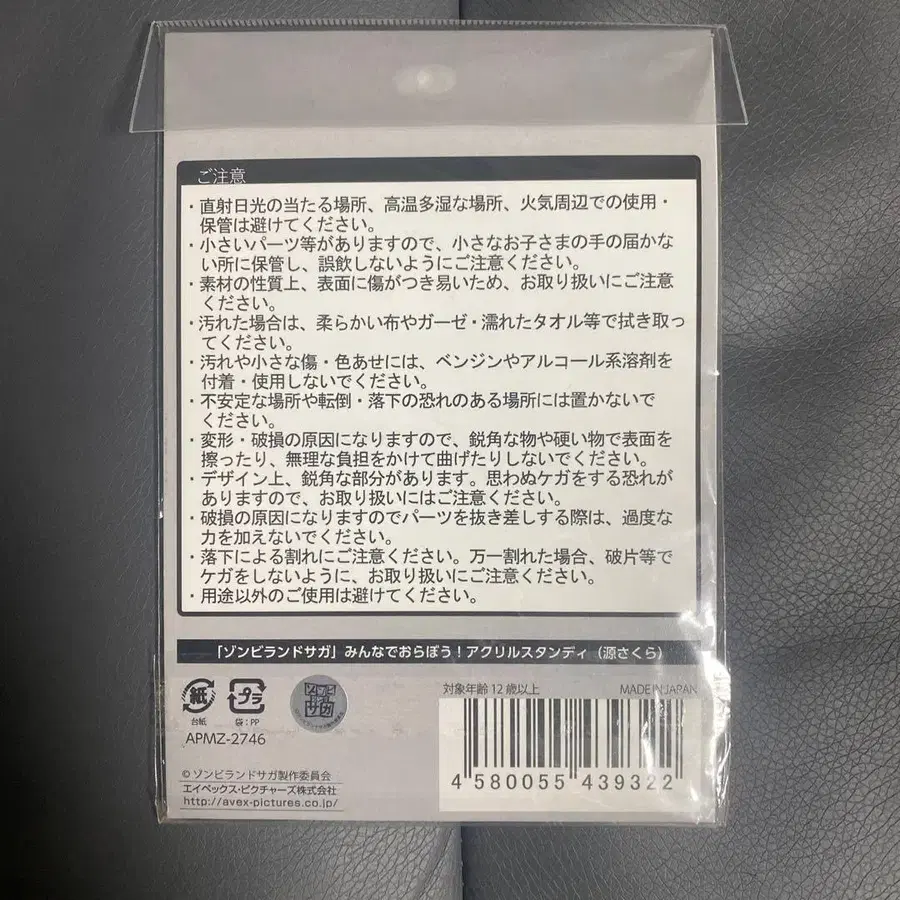 ご注意
・直射日光の当たる場所、高温多湿な場所、火気周辺での使用・
保管は避けてください。
・小さいパーツ等がありますので、小さなお子さまの手の届かな
い所に保管し、誤飲しないようにご注意ください。
・素材の性質上、表面に傷がつき易いため、お取り扱いにご注意
ください。
・汚れた場合は、柔らかい布やガーゼ・濡れたタオル等で拭き取っ
てください。
・汚れや小さな傷・色あせには、ベンジンやアルコール系溶剤を
付着・使用しないでください。
・不安定な場所や転倒・落下の恐れのある場所には置かないで
ください。
・変形・破損の原因になりますので、鋭角な物や硬い物で表面を
擦ったり、無理な負担をかけて曲げたりしないでください。
・デザイン上、鋭角な部分があります。思わぬケガをする恐れが
ありますので、お取り扱いにはご注意ください。
・破損の原因になりますのでパーツを抜き差しする際は、過度な
力を加えないでください。
・落下による割れにご注意ください。万一割れた場合、破片等で
ケガをしないように、お取り扱いにご注意ください。
・用途以外のご使用は避けてください。
「ゾンビランドサガ」みんなでおらぼう！アクリルスタンディ（源さくら）
紙
台紙
プラ
袋：PP
APMZ-2746
対象年齢12歳以上
MADE IN JAPAN
4 580055 439322
© ゾンビランドサガ製作委員会
エイベックス・ピクチャーズ株式会社
http://avex-pictures.co.jp/